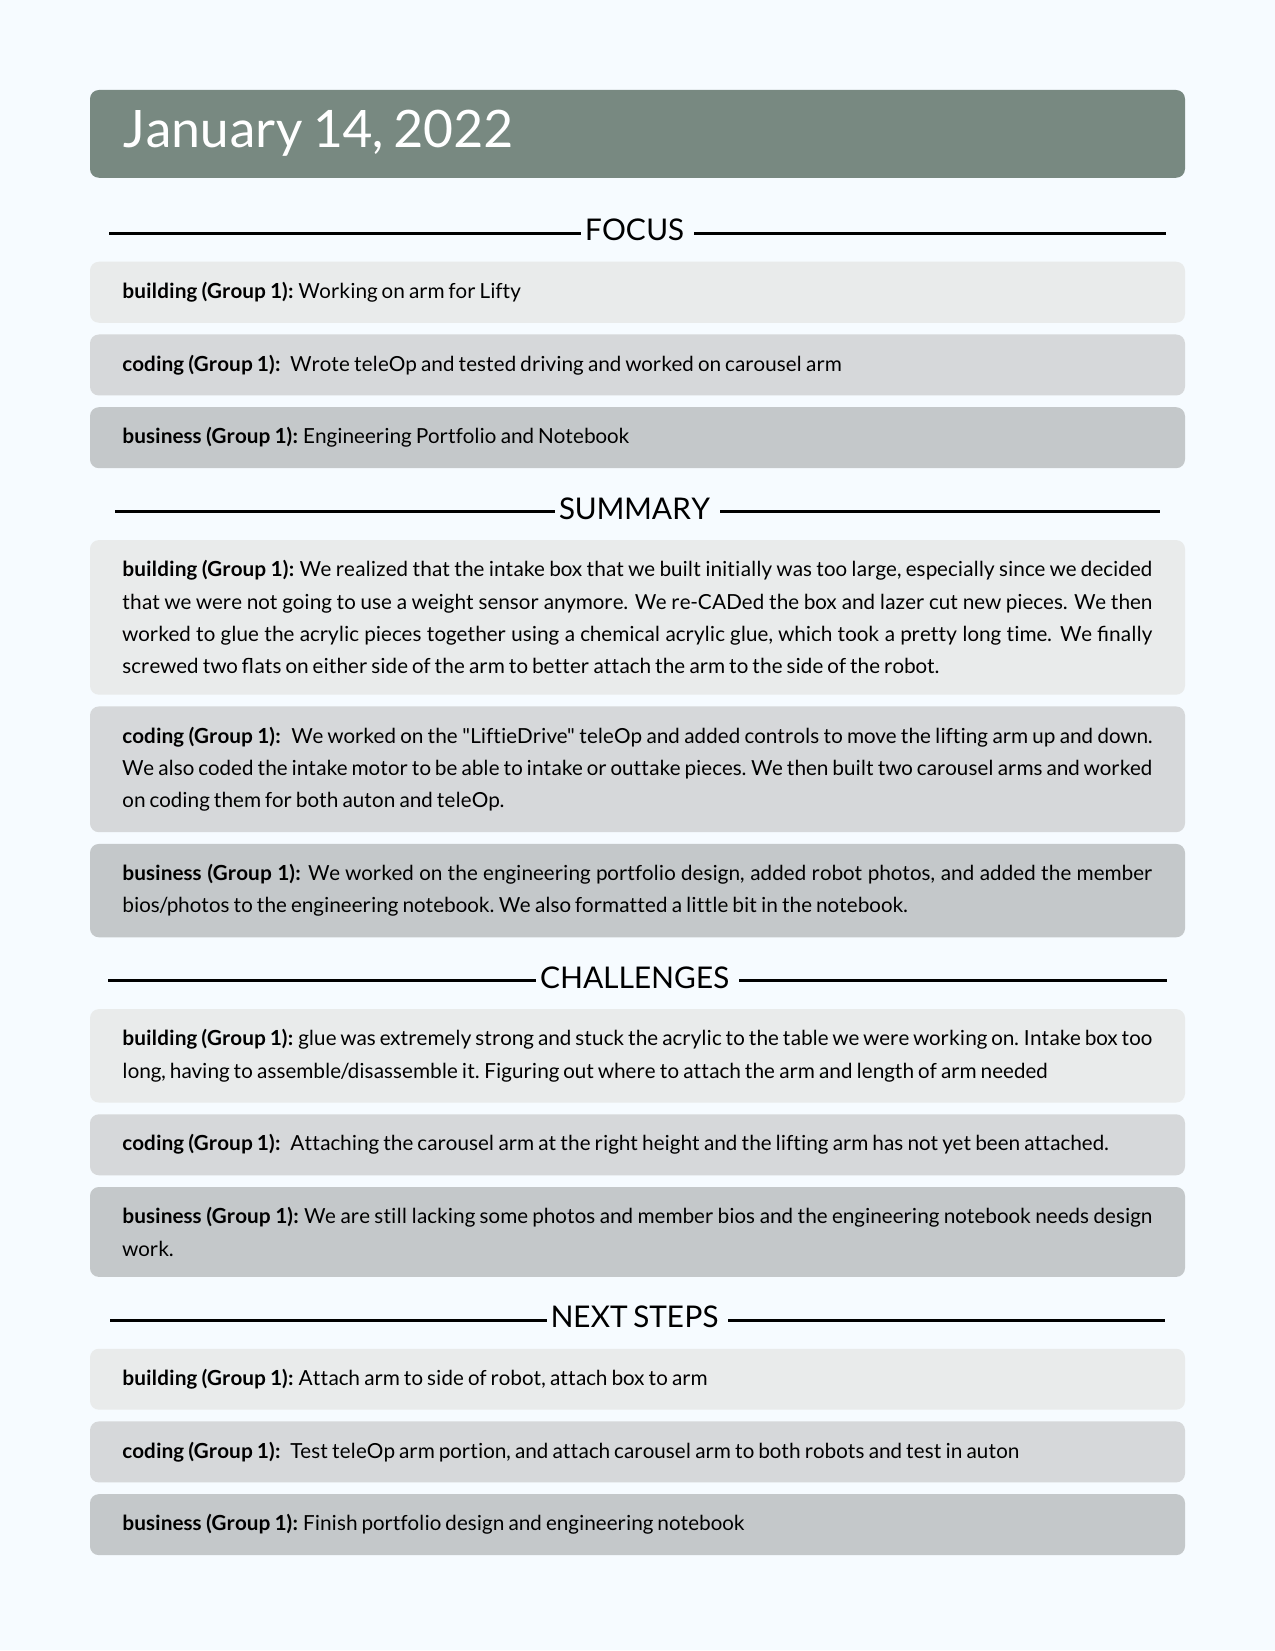 January 14, 2022
FOCUS
building (Group 1): Working on arm for Lifty
coding (Group 1): Wrote teleOp and tested driving and worked on carousel arm
business (Group 1): Engineering Portfolio and Notebook
SUMMARY
building (Group 1): We realized that the intake box that we built initially was too large, especially since we decided
that we were not going to use a weight sensor anymore. We re-CADed the box and lazer cut new pieces. We then
worked to glue the acrylic pieces together using a chemical acrylic glue, which took a pretty long time. We finally
screwed two flats on either side of the arm to better attach the arm to the side of the robot.
coding (Group 1): We worked on the "LiftieDrive" teleOp and added controls to move the lifting arm up and down.
We also coded the intake motor to be able to intake or outtake pieces. We then built two carousel arms and worked
on coding them for both auton and teleOp.
business (Group 1): We worked on the engineering portfolio design, added robot photos, and added the member
bios/photos to the engineering notebook. We also formatted a little bit in the notebook.
CHALLENGES
building (Group 1): glue was extremely strong and stuck the acrylic to the table we were working on. Intake box too
long, having to assemble/disassemble it. Figuring out where to attach the arm and length of arm needed
coding (Group 1): Attaching the carousel arm at the right height and the lifting arm has not yet been attached.
business (Group 1): We are still lacking some photos and member bios and the engineering notebook needs design
work.
NEXT STEPS
building (Group 1): Attach arm to side of robot, attach box to arm
coding (Group 1): Test teleOp arm portion, and attach carousel arm to both robots and test in auton
business (Group 1): Finish portfolio design and engineering notebook